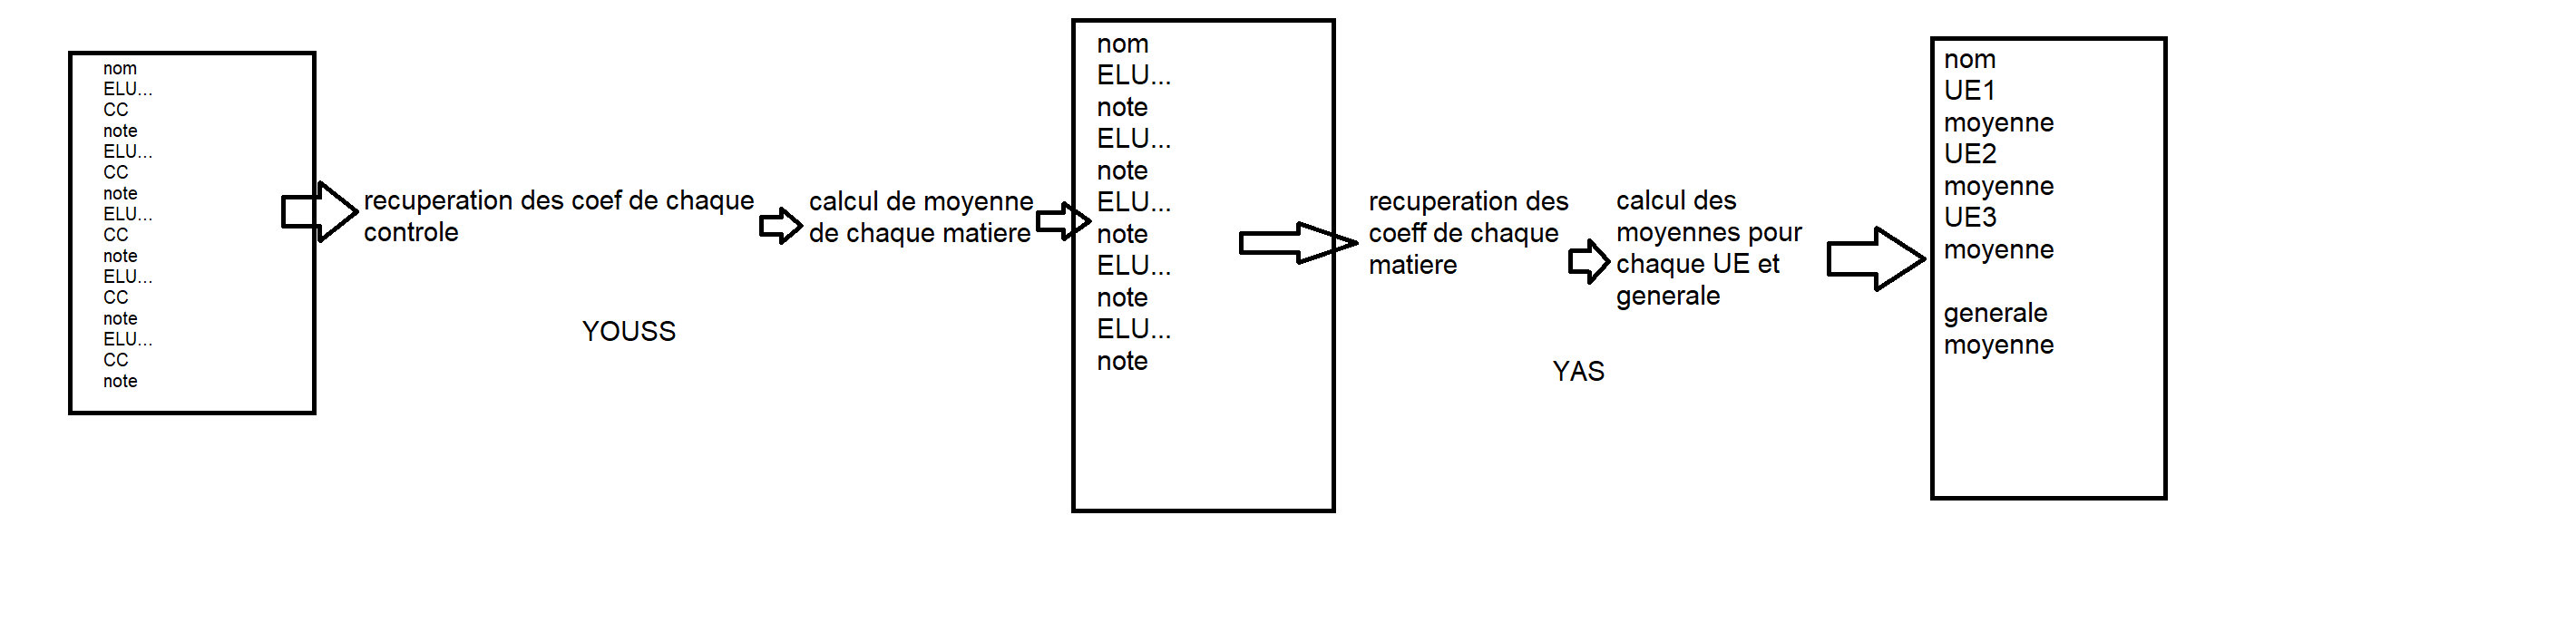 nom
ELU...
CC
note
ELU...
CC
note
ELU...
CC
note
ELU...
CC
note
ELU...
CC
note
recuperation des coef de chaque
controle
calcul de moyenne
de chaque matiere
YOUSS
nom
ELU...
note
ELU...
note
ELU...
note
ELU...
note
ELU...
note
recuperation des
coeff de chaque
matiere
calcul des
moyennes pour
chaque UE et
generale
YAS
nom
UE1
moyenne
UE2
moyenne
UE3
moyenne
generale
moyenne